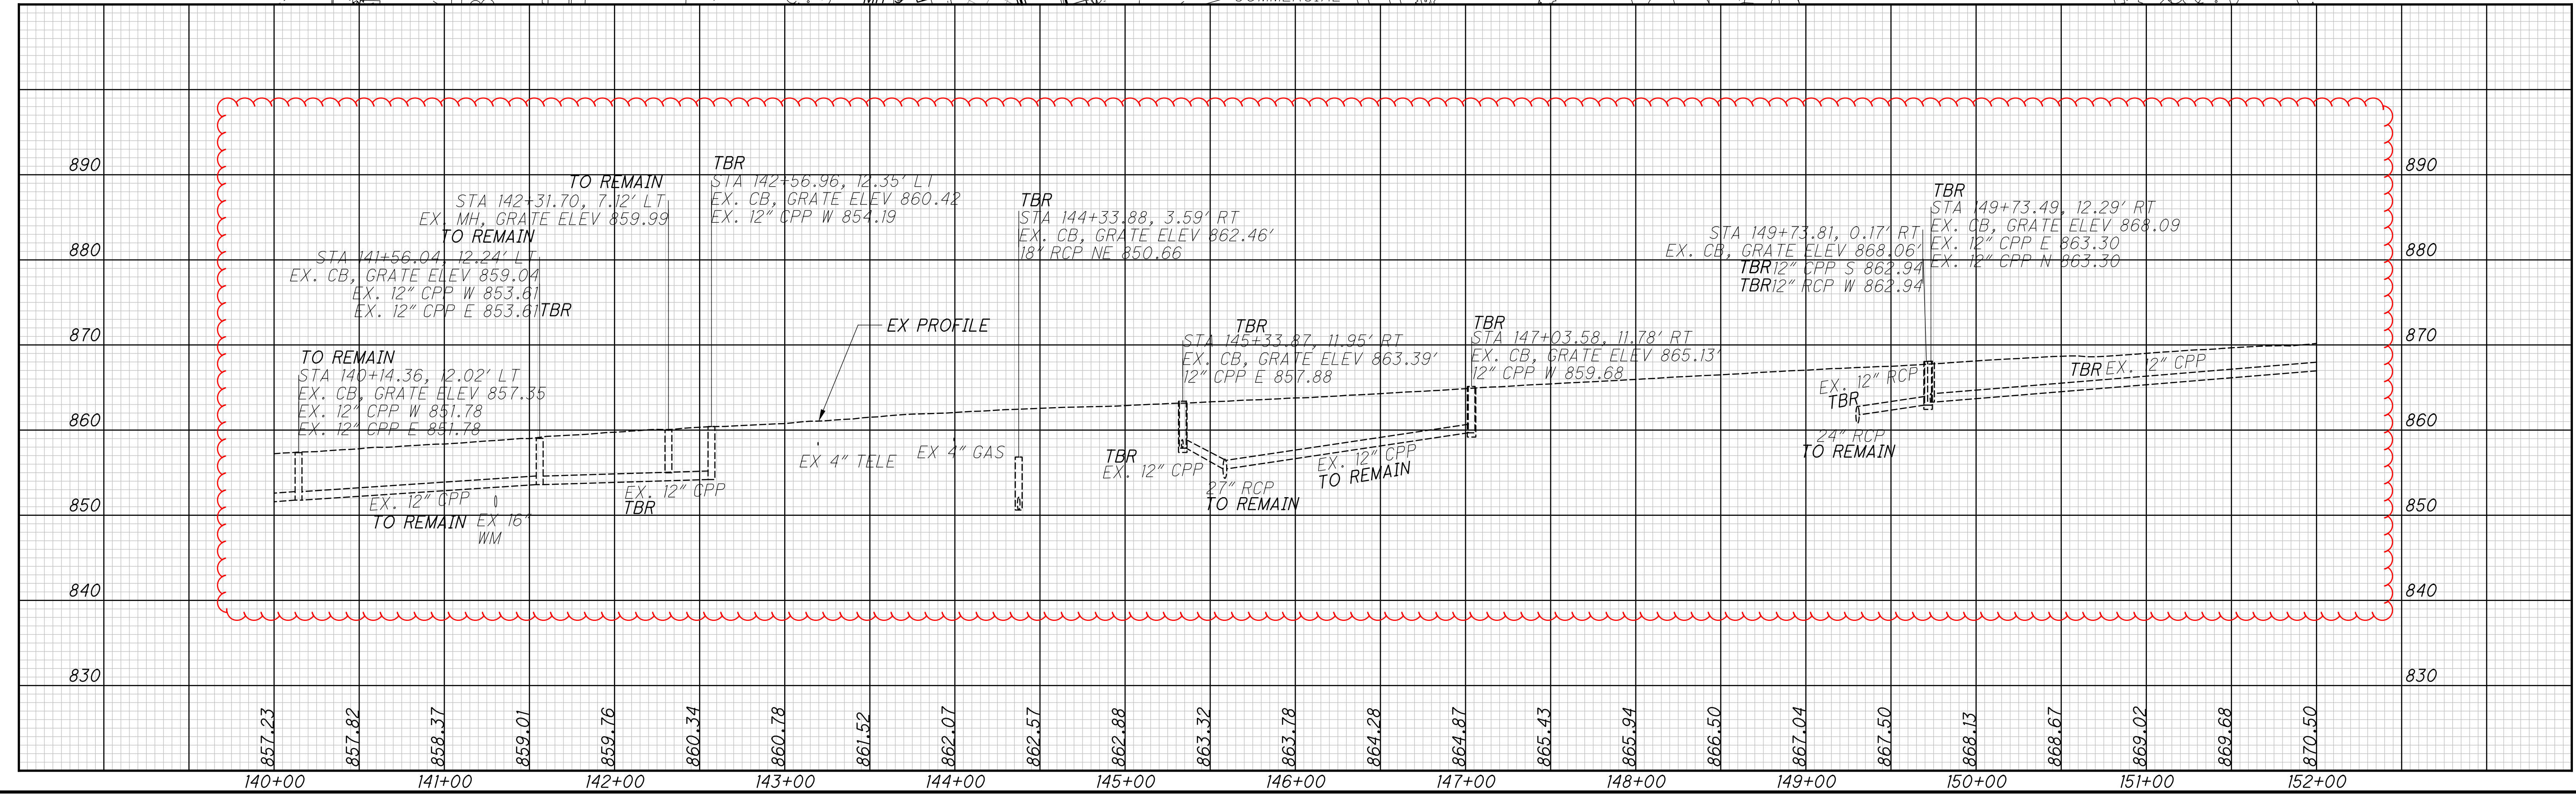 COMMERCIAL
890
890
880
880
870
870
860
860
850
850
840
840
830
830
TO REMAIN
STA 140+14.36, 12.02' LT
EX. CB, GRATE ELEV 857.35
EX. 12" CPP W 851.78
EX. 12" CPP E 851.78
TO REMAIN
STA 141+56.04, 12.24' LT
EX. CB, GRATE ELEV 859.04
EX. 12" CPP W 853.61
EX. 12" CPP E 853.61 TBR
TO REMAIN
STA 142+31.70, 7.12' LT
EX. MH, GRATE ELEV 859.99
TBR
STA 142+56.96, 12.35' LT
EX. CB, GRATE ELEV 860.42
EX. 12" CPP W 854.19
TBR
STA 144+33.88, 3.59' RT
EX. CB, GRATE ELEV 862.46'
18" RCP NE 850.66
TBR
STA 145+33.87, 11.95' RT
EX. CB, GRATE ELEV 863.39'
12" CPP E 857.88
TBR
STA 147+03.58, 11.78' RT
EX. CB, GRATE ELEV 865.13'
12" CPP W 859.68
STA 149+73.81, 0.17' RT
EX. CB, GRATE ELEV 868.06'
TBR 12" CPP S 862.94
TBR 12" RCP W 862.94
TBR
STA 149+73.49, 12.29' RT
EX. CB, GRATE ELEV 868.09
EX. 12" CPP E 863.30
EX. 12" CPP N 863.30
EX PROFILE
EX. 12" CPP
TO REMAIN
EX 16"
WM
EX. 12" CPP
TBR
EX 4" TELE
EX 4" GAS
TBR
EX. 12" CPP
27" RCP
TO REMAIN
EX. 12" CPP
TO REMAIN
EX. 12" RCP
TBR
24" RCP
TO REMAIN
TBR EX. 12" CPP
857.23
857.82
858.37
859.01
859.76
860.34
860.78
861.52
862.07
862.57
862.88
863.32
863.78
864.28
864.87
865.43
865.94
866.50
867.04
867.50
868.13
868.67
869.02
869.68
870.50
140+00
141+00
142+00
143+00
144+00
145+00
146+00
147+00
148+00
149+00
150+00
151+00
152+00